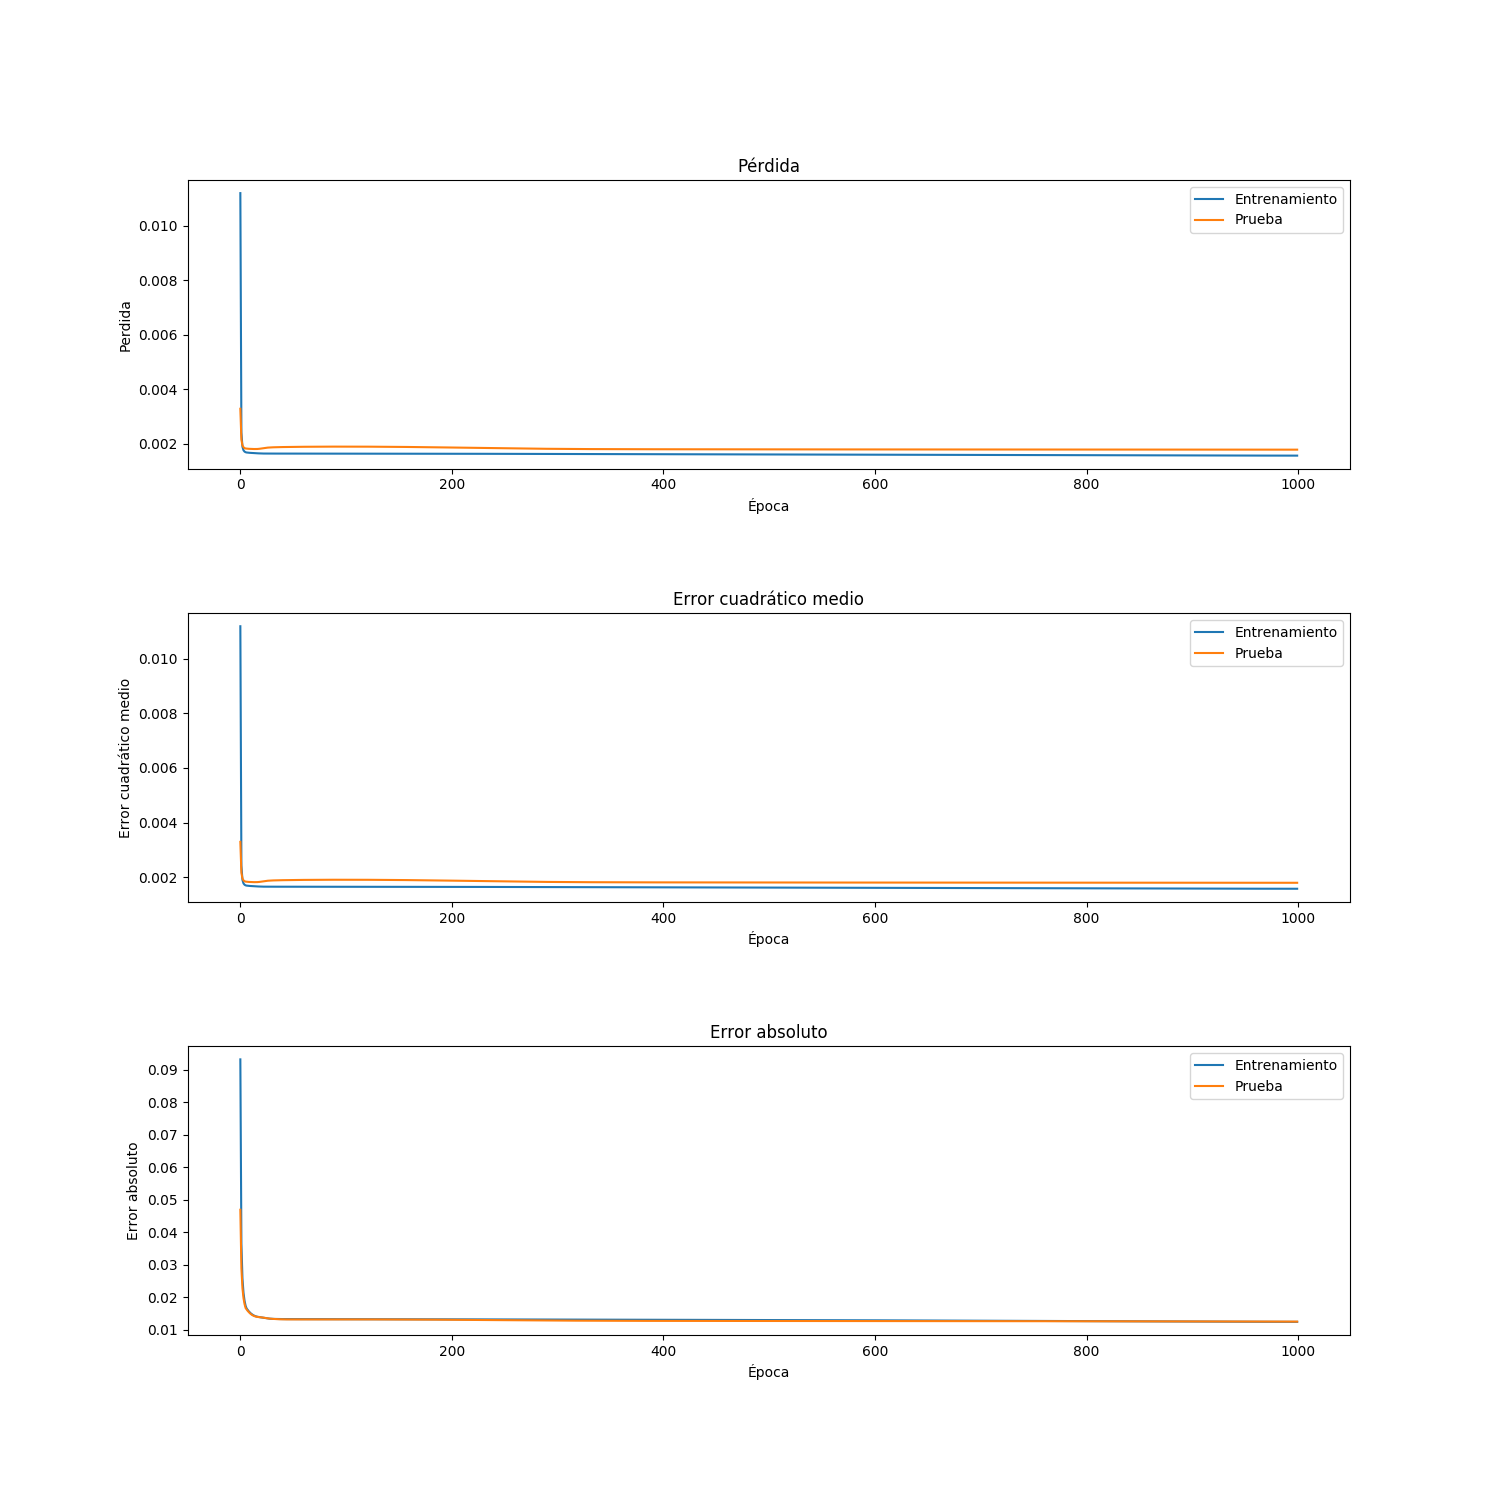 Pérdida
Entrenamiento
Prueba
0.010
0.008
0.006
0.004
0.002
Perdida
0 200 400 600 800 1000
Época
Error cuadrático medio
Entrenamiento
Prueba
0.010
0.008
0.006
0.004
0.002
Error cuadrático medio
0 200 400 600 800 1000
Época
Error absoluto
Entrenamiento
Prueba
0.09
0.08
0.07
0.06
0.05
0.04
0.03
0.02
0.01
Error absoluto
0 200 400 600 800 1000
Época